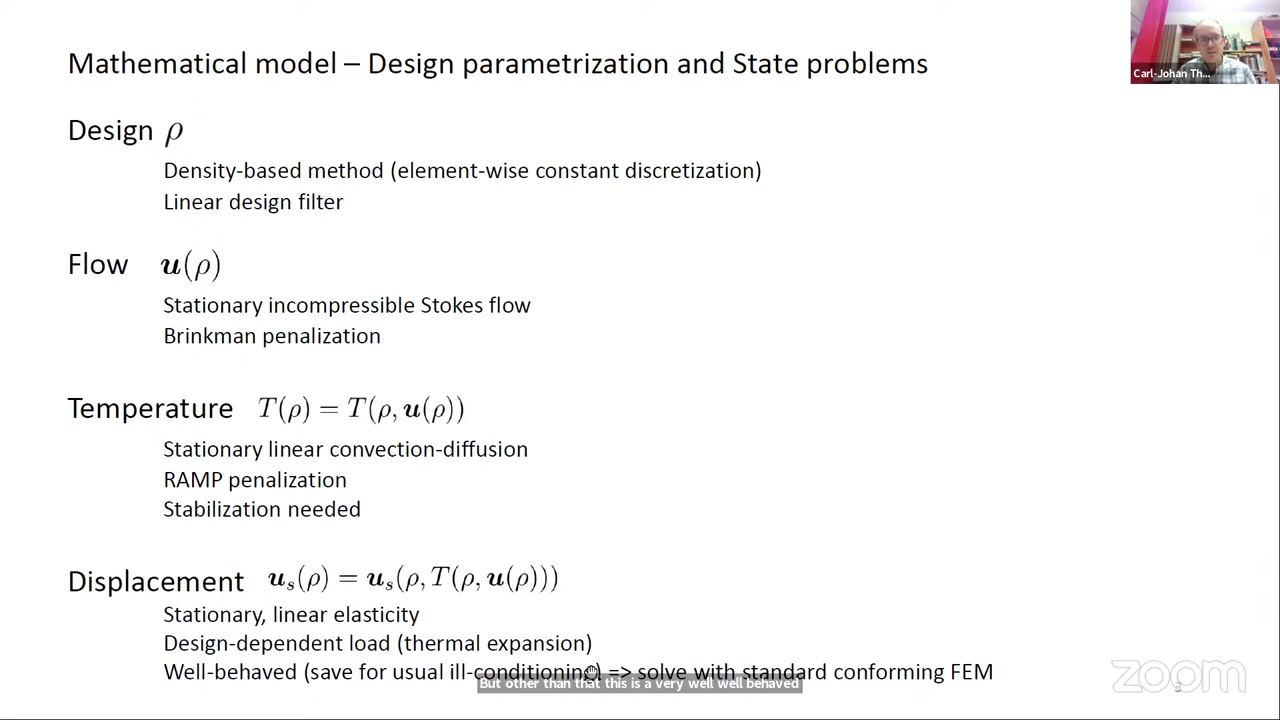 Mathematical model – Design parametrization and State problems
Carl-Johan Th...
Design ρ
Density-based method (element-wise constant discretization)
Linear design filter
Flow u(ρ)
Stationary incompressible Stokes flow
Brinkman penalization
Temperature T(ρ) = T(ρ, u(ρ))
Stationary linear convection-diffusion
RAMP penalization
Stabilization needed
Displacement uₛ(ρ) = uₛ(ρ, T(ρ, u(ρ)))
Stationary, linear elasticity
Design-dependent load (thermal expansion)
Well-behaved (save for usual ill-conditioning) => solve with standard conforming FEM
But other than that this is a very well well behaved
zoom